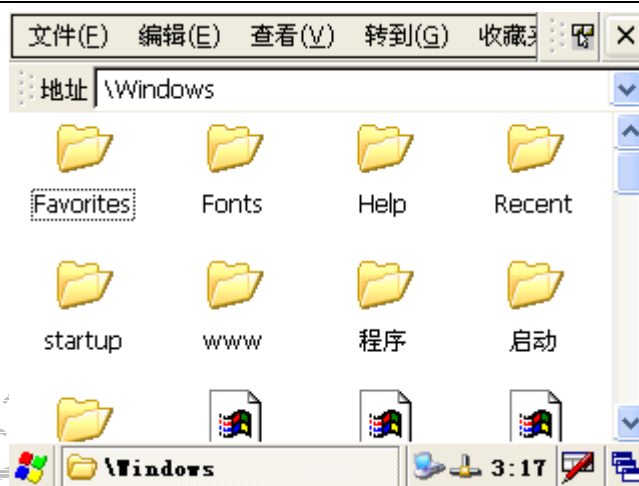 文件(F) 编辑(E) 查看(V) 转到(G) 收藏
地址 \Windows
Favorites Fonts Help Recent
startup www 程序 启动
\Windows 3:17